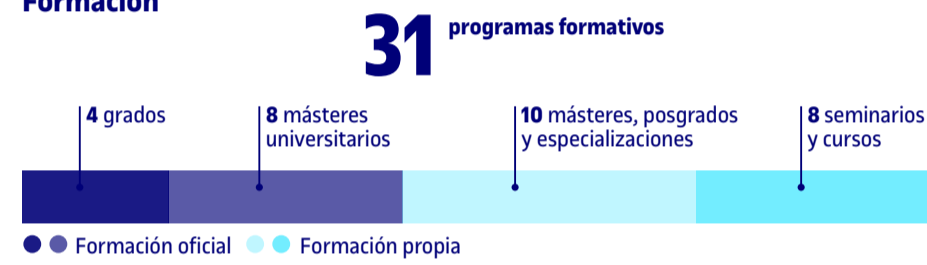 Formación
31 programas formativos
4 grados
8 másteres
universitarios
10 másteres, posgrados
y especializaciones
8 seminarios
y cursos
Formación oficial
Formación propia